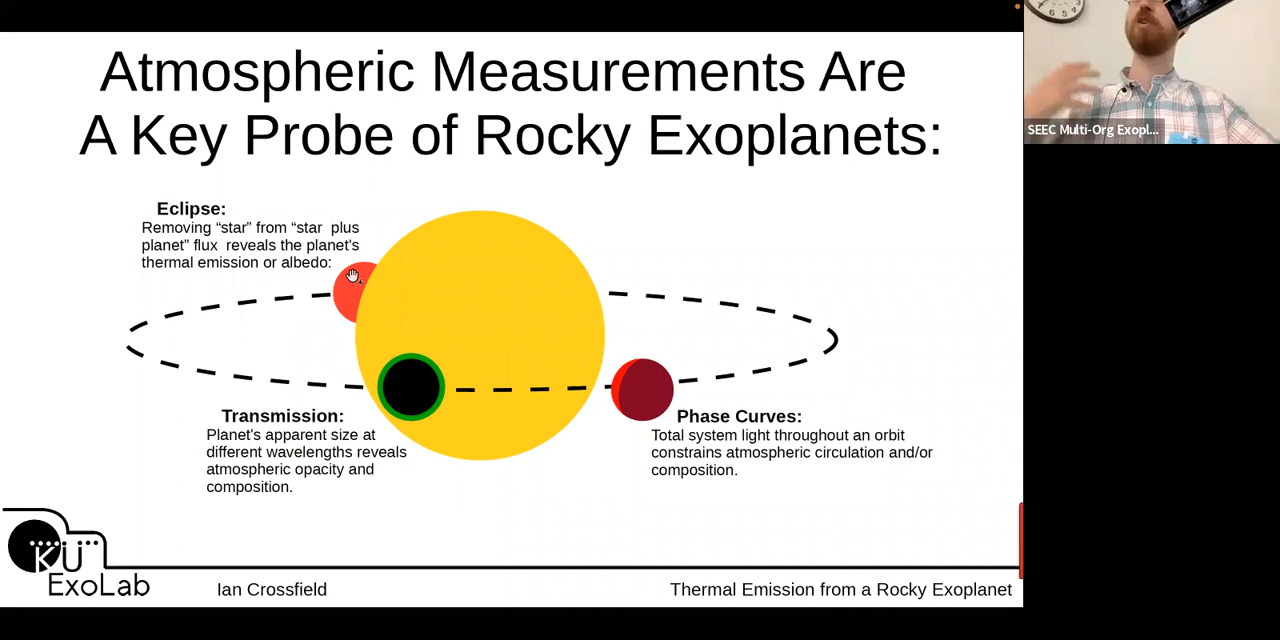 Atmospheric Measurements Are
A Key Probe of Rocky Exoplanets:
Eclipse:
Removing “star” from “star plus
planet” flux reveals the planet's
thermal emission or albedo:
Transmission:
Planet's apparent size at
different wavelengths reveals
atmospheric opacity and
composition.
Phase Curves:
Total system light throughout an orbit
constrains atmospheric circulation and/or
composition.
KU
ExoLab
Ian Crossfield
Thermal Emission from a Rocky Exoplanet
SEEC Multi-Org Exopl...